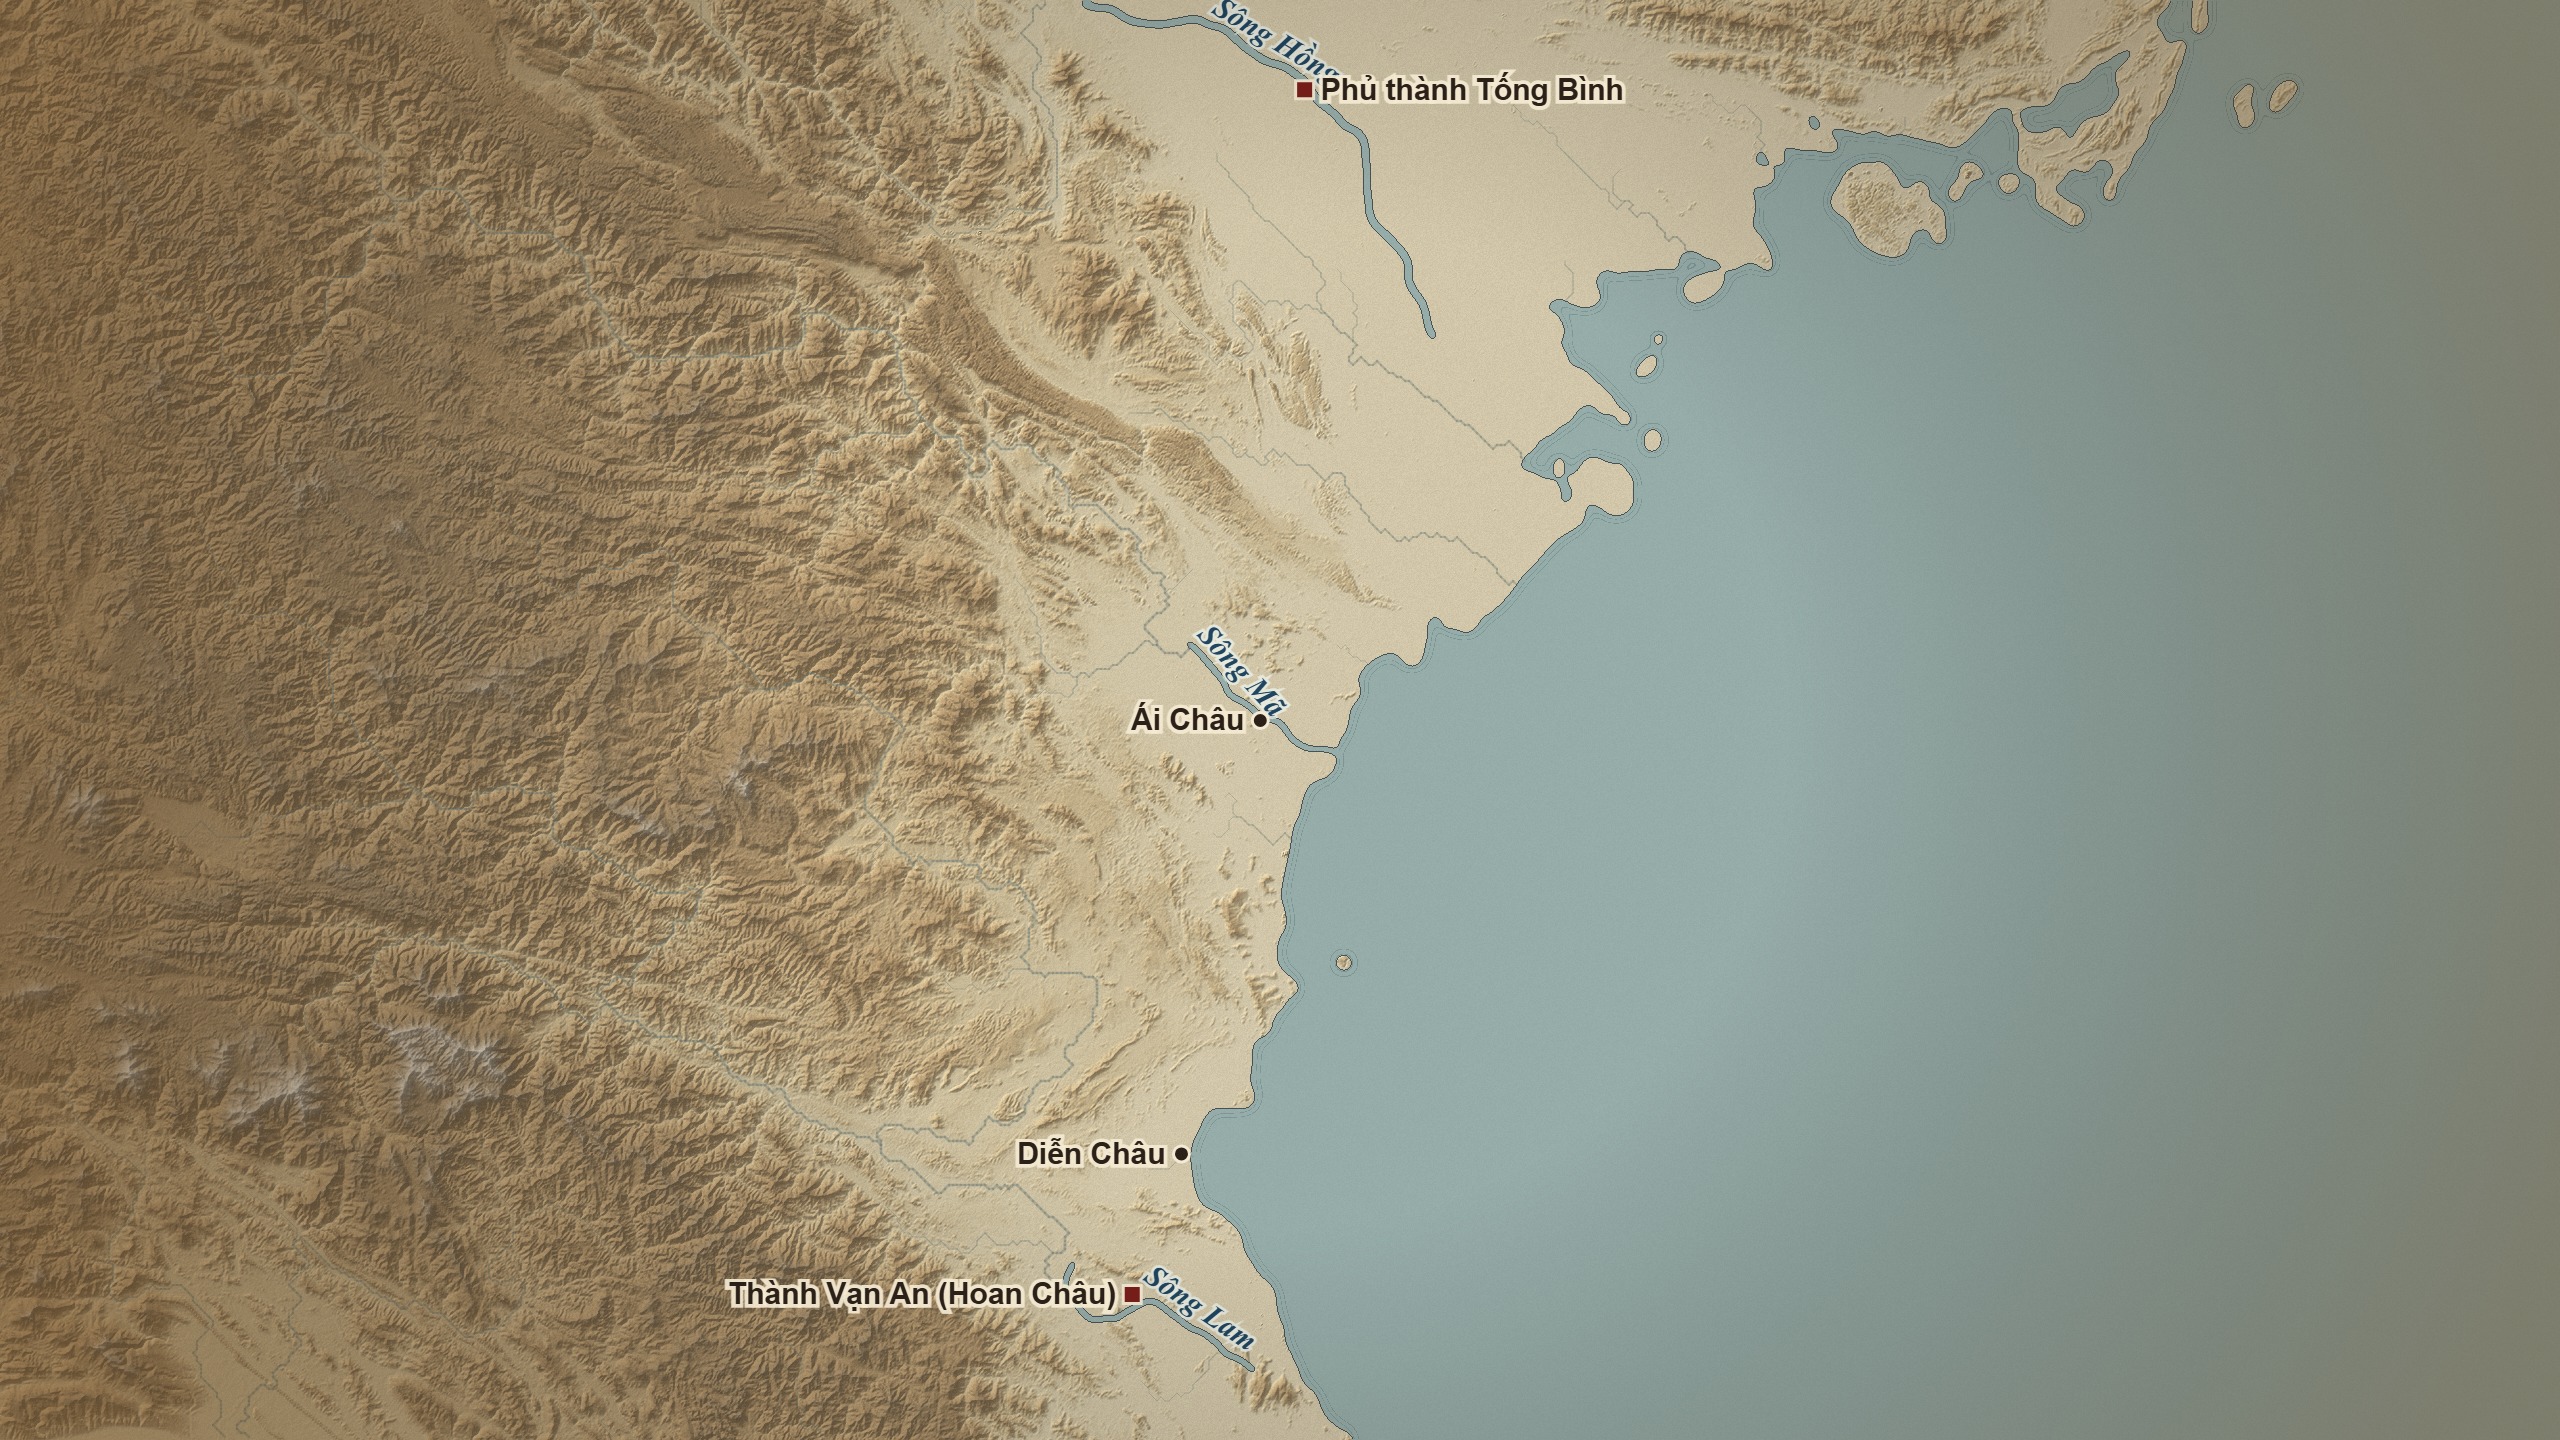 Sông Hồng
Phủ thành Tống Bình
Sông Mã
Ái Châu
Diễn Châu
Thành Vạn An (Hoan Châu)
Sông Lam